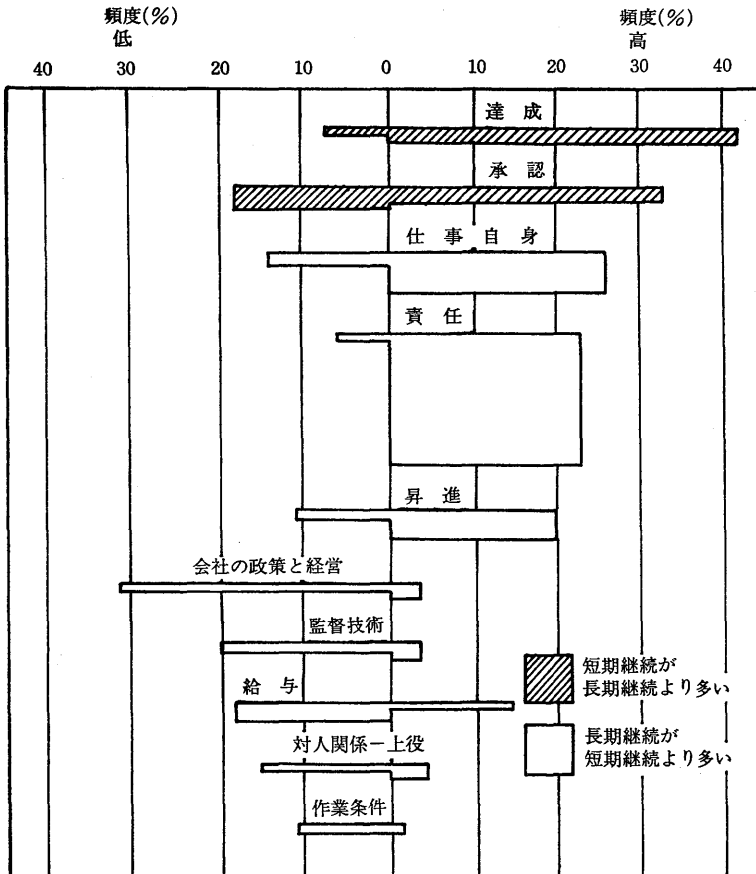 頻度(%) 頻度(%)
低 高
40 30 20 10 0 10 20 30 40
達成
承認
仕事自身
責任
昇進
会社の政策と経営
監督技術
給与
対人関係-上役
作業条件
短期継続が
長期継続より多い
長期継続が
短期継続より多い